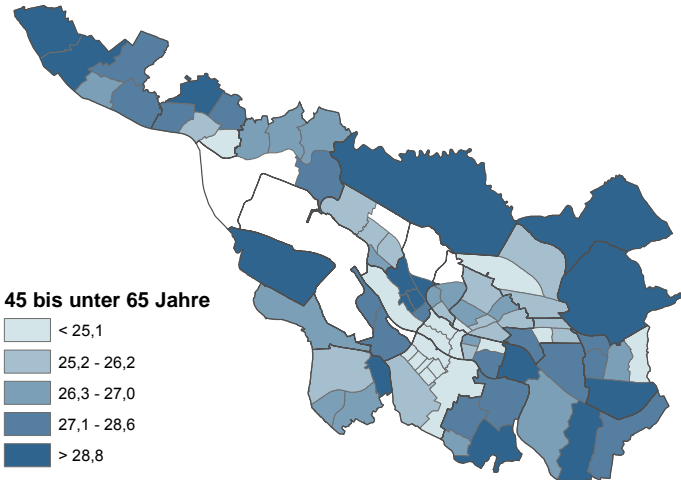 45 bis unter 65 Jahre
< 25,1
25,2 - 26,2
26,3 - 27,0
27,1 - 28,6
> 28,8